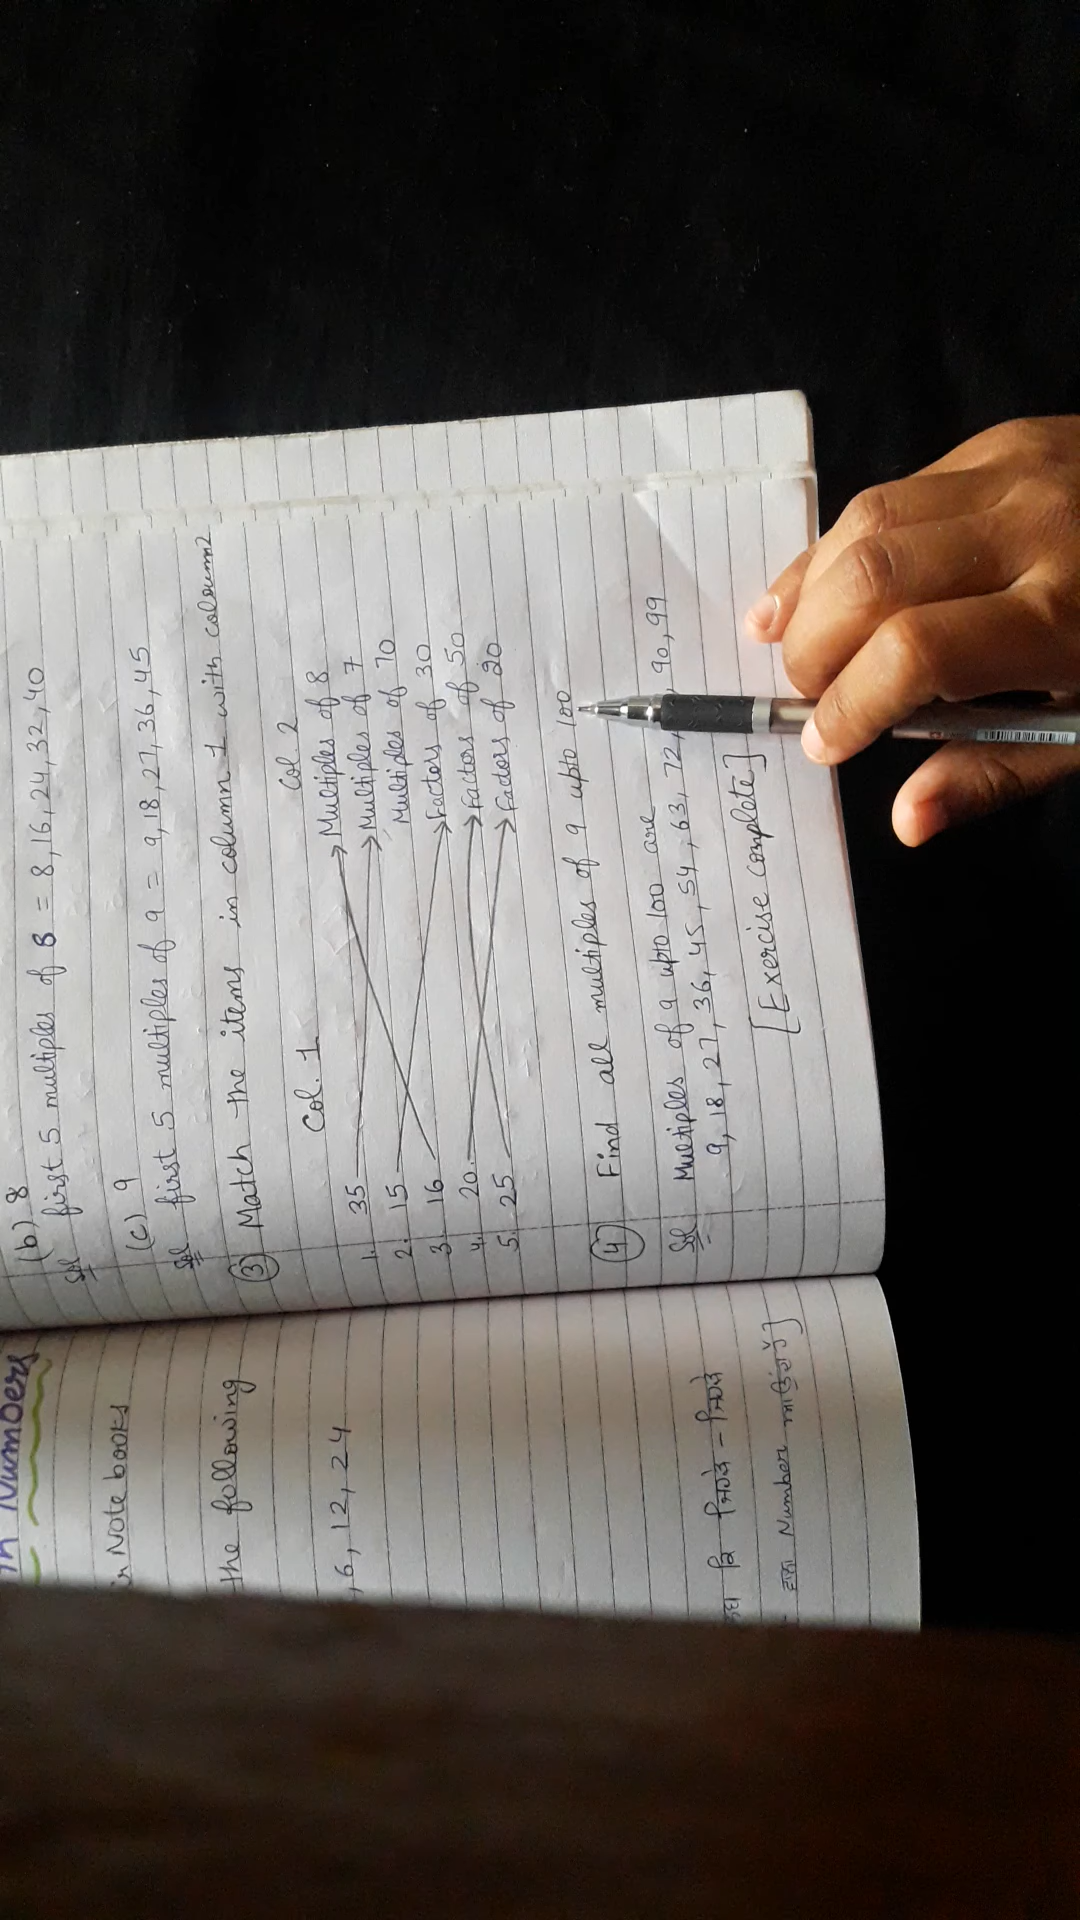 in Numbers
in Note books
the following
,6, 12, 24
Number
(b) 8
Sol first 5 multiples of 8 = 8, 16, 24, 32, 40
(c) 9
Sol first 5 multiples of 9 = 9, 18, 27, 36, 45
(3) Match the items in column 1 with coloumn2
Col. 1 Col. 2
1. 35 Multiples of 8
2. 15 Multiples of 7
3. 16 Multiples of 70
4. 20. Factors of 30
5. 25 Factors of 50
Factors of 20
(4) Find all multiples of 9 upto 100
Sol Multiples of 9 upto 100 are
9, 18, 27, 36, 45, 54, 63, 72, 90, 99
[Exercise complete]